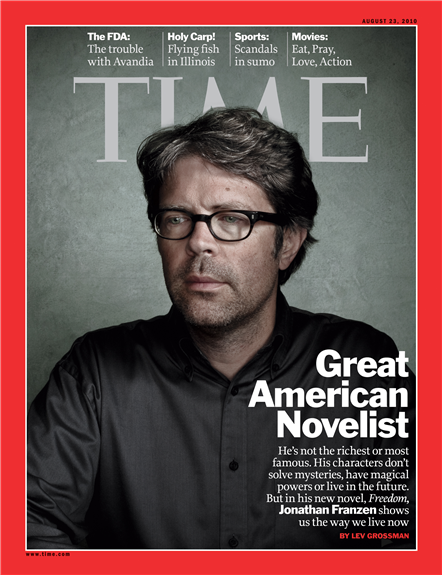 AUGUST 23, 2010
The FDA:
The trouble
with Avandia
Holy Carp!
Flying fish
in Illinois
Sports:
Scandals
in sumo
Movies:
Eat, Pray,
Love, Action
TIME
Great
American
Novelist
He's not the richest or most
famous. His characters don't
solve mysteries, have magical
powers or live in the future.
But in his new novel, Freedom,
Jonathan Franzen shows
us the way we live now
BY LEV GROSSMAN
www.time.com